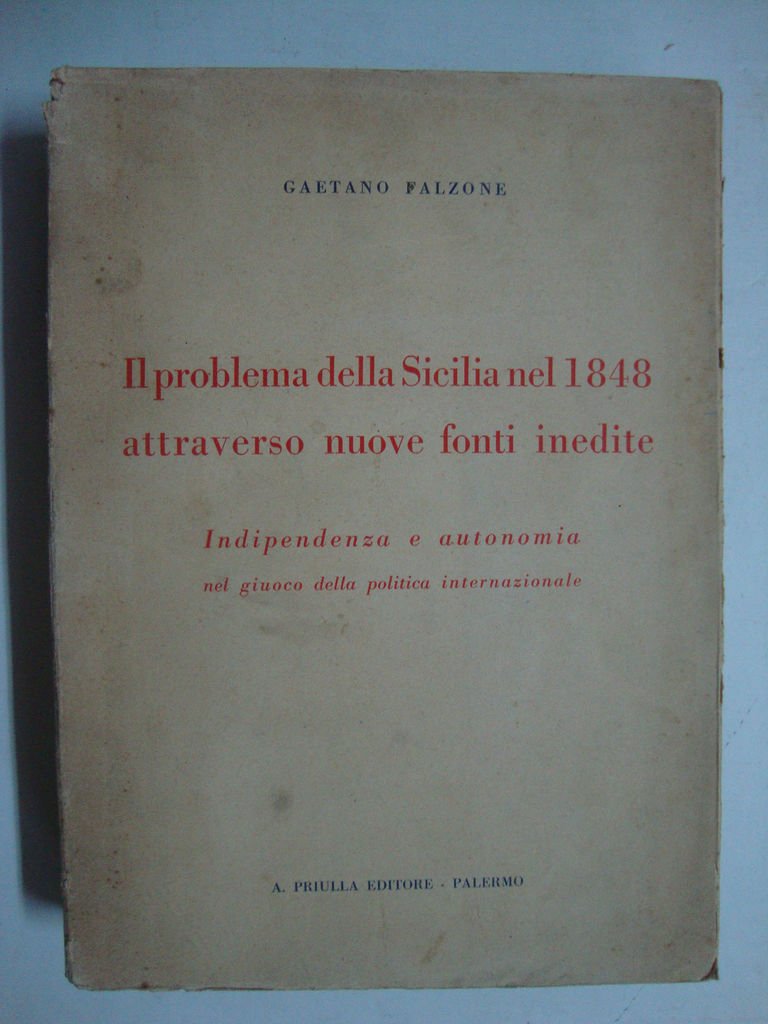 GAETANO FALZONE
Il problema della Sicilia nel 1848
attraverso nuove fonti inedite
Indipendenza e autonomia
nel giuoco della politica internazionale
A. PRIULLA EDITORE - PALERMO